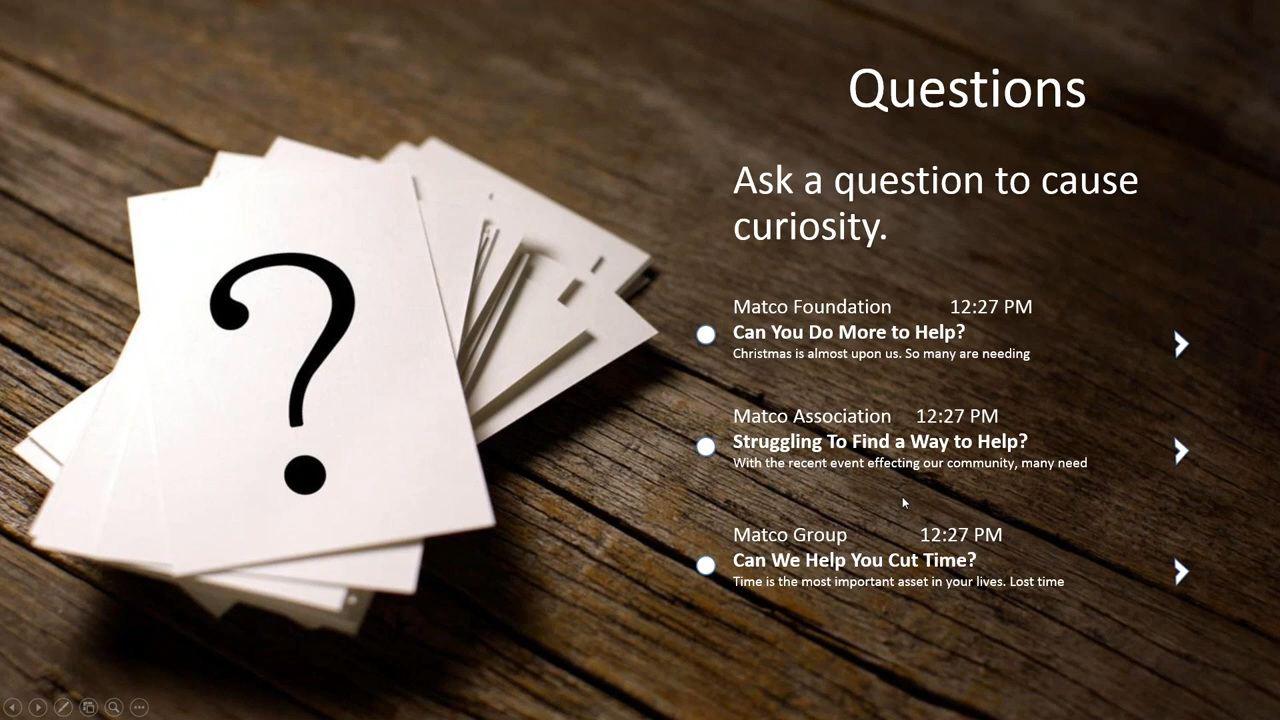 Questions
Ask a question to cause
curiosity.
Matco Foundation 12:27 PM
Can You Do More to Help?
Christmas is almost upon us. So many are needing
Matco Association 12:27 PM
Struggling To Find a Way to Help?
With the recent event effecting our community, many need
Matco Group 12:27 PM
Can We Help You Cut Time?
Time is the most important asset in your lives. Lost time
?